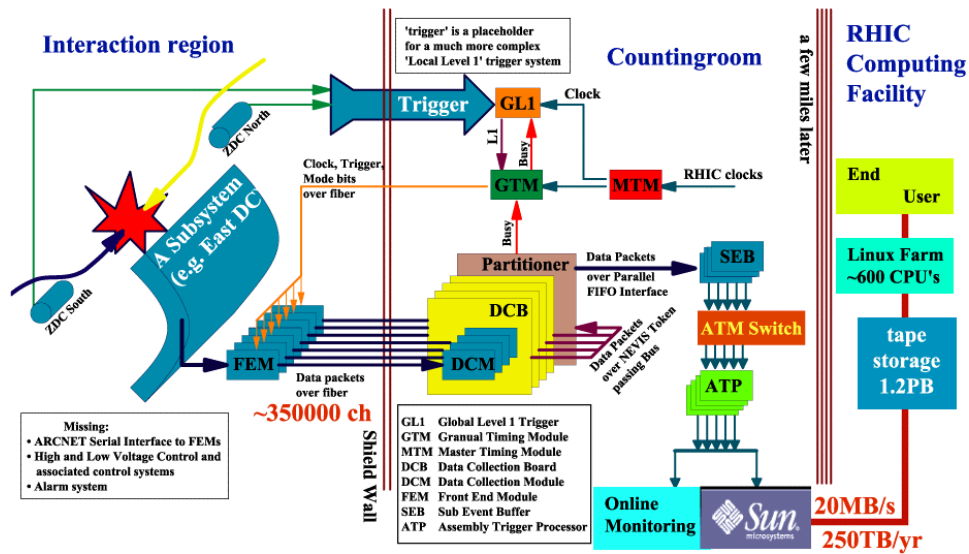 Interaction region
'trigger' is a placeholder
for a much more complex
'Local Level 1' trigger system
Countingroom
a few miles later
RHIC
Computing
Facility
ZDC North
Trigger
GL1
Clock
L1
Busy
Clock, Trigger,
Mode bits
over fiber
GTM
MTM
RHIC clocks
End
User
A Subsystem
(e.g. East DC)
Busy
Partitioner
Data Packets
over Parallel
FIFO Interface
SEB
Linux Farm
~600 CPU's
ZDC South
DCB
ATM Switch
tape
storage
1.2PB
FEM
DCM
Data Packets
over NEVIS Token
passing Bus
ATP
Data packets
over fiber
~350000 ch
Missing:
• ARCNET Serial Interface to FEMs
• High and Low Voltage Control and
associated control systems
• Alarm system
Shield Wall
GL1 Global Level 1 Trigger
GTM Granual Timing Module
MTM Master Timing Module
DCB Data Collection Board
DCM Data Collection Module
FEM Front End Module
SEB Sub Event Buffer
ATP Assembly Trigger Processor
Online
Monitoring
Sun
microsystems
20MB/s
250TB/yr